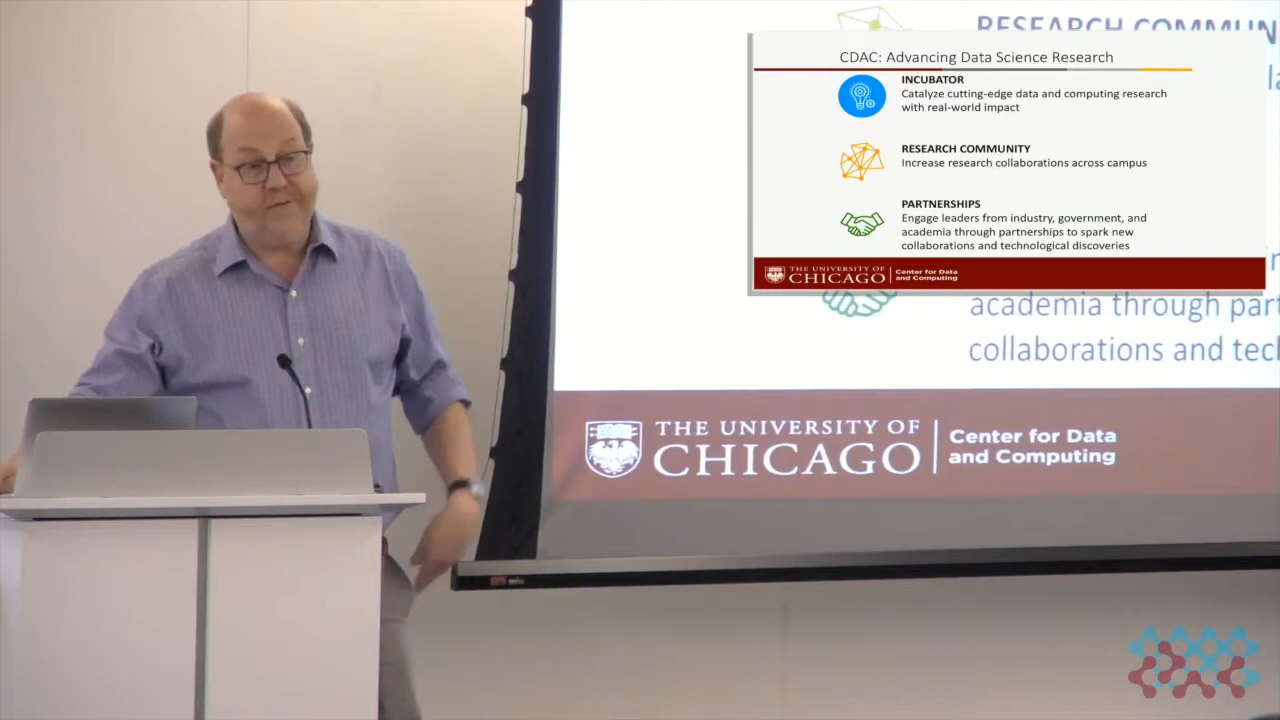 RESEARCH COMMUN
CDAC: Advancing Data Science Research
INCUBATOR
Catalyze cutting-edge data and computing research
with real-world impact
RESEARCH COMMUNITY
Increase research collaborations across campus
PARTNERSHIPS
Engage leaders from industry, government, and
academia through partnerships to spark new
collaborations and technological discoveries
THE UNIVERSITY OF
CHICAGO
Center for Data
and Computing
academia through part
collaborations and tec
THE UNIVERSITY OF
CHICAGO
Center for Data
and Computing